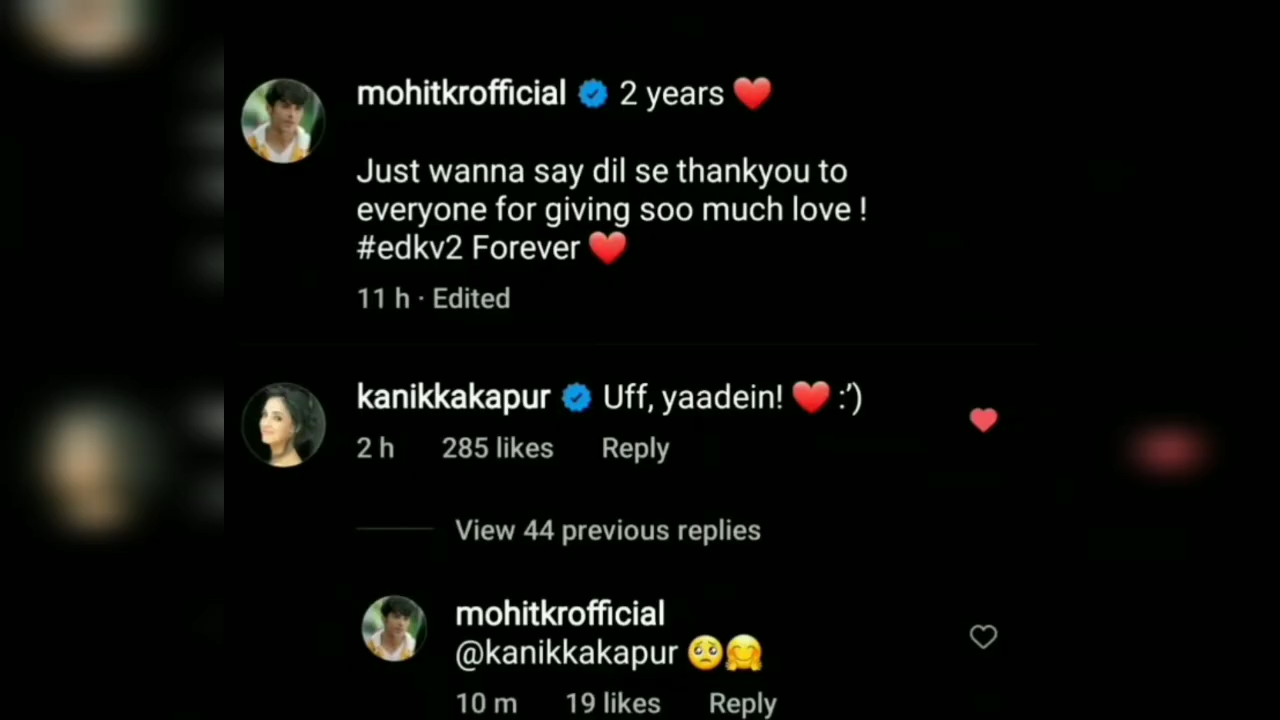 mohitkrofficial 2 years ❤️
Just wanna say dil se thankyou to
everyone for giving soo much love !
#edkv2 Forever ❤️
11 h · Edited
kanikkakapur Uff, yaadein! ❤️ :’)
2 h 285 likes Reply
View 44 previous replies
mohitkrofficial
@kanikkakapur 🥺🤗
10 m 19 likes Reply